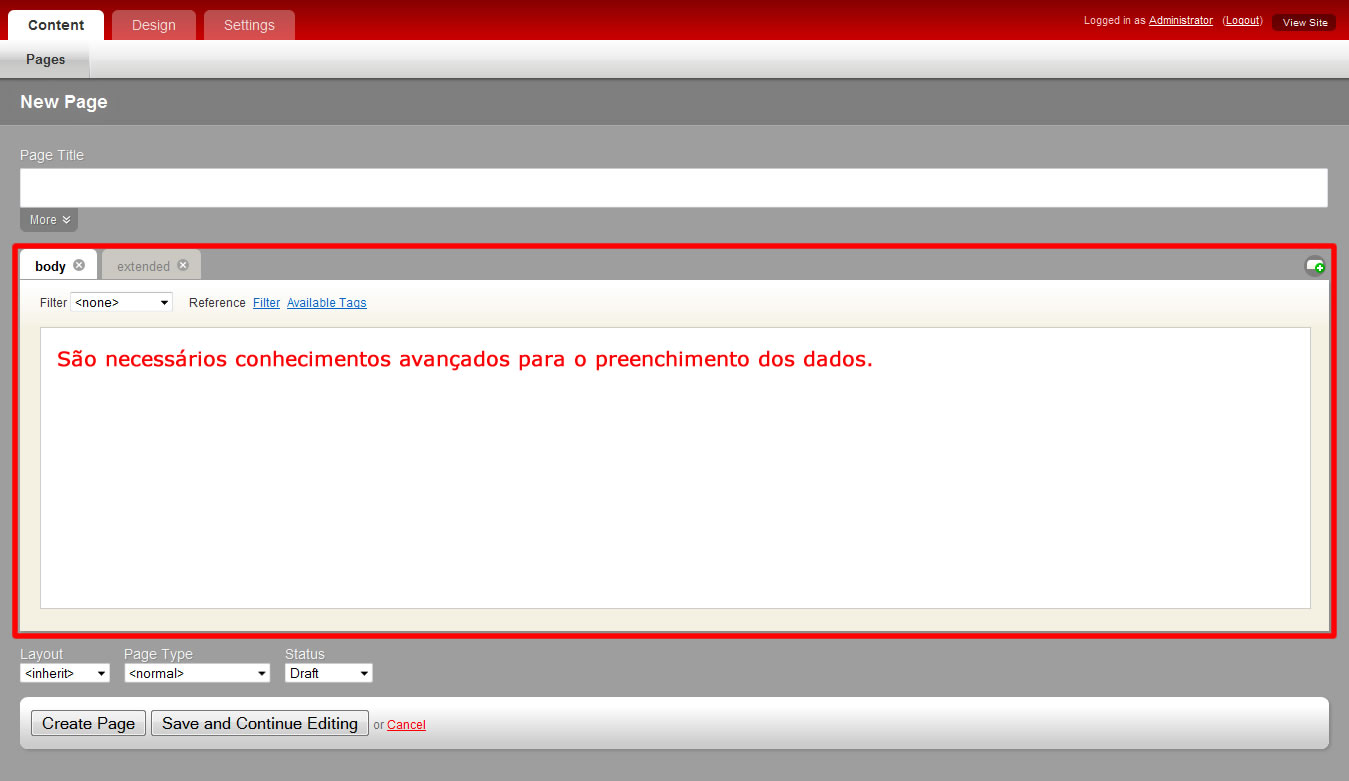 Content Design Settings Logged in as Administrator (Logout) View Site
Pages
New Page
Page Title
More
body extended
Filter <none> Reference Filter Available Tags
São necessários conhecimentos avançados para o preenchimento dos dados.
Layout Page Type Status
<inherit> <normal> Draft
Create Page Save and Continue Editing or Cancel